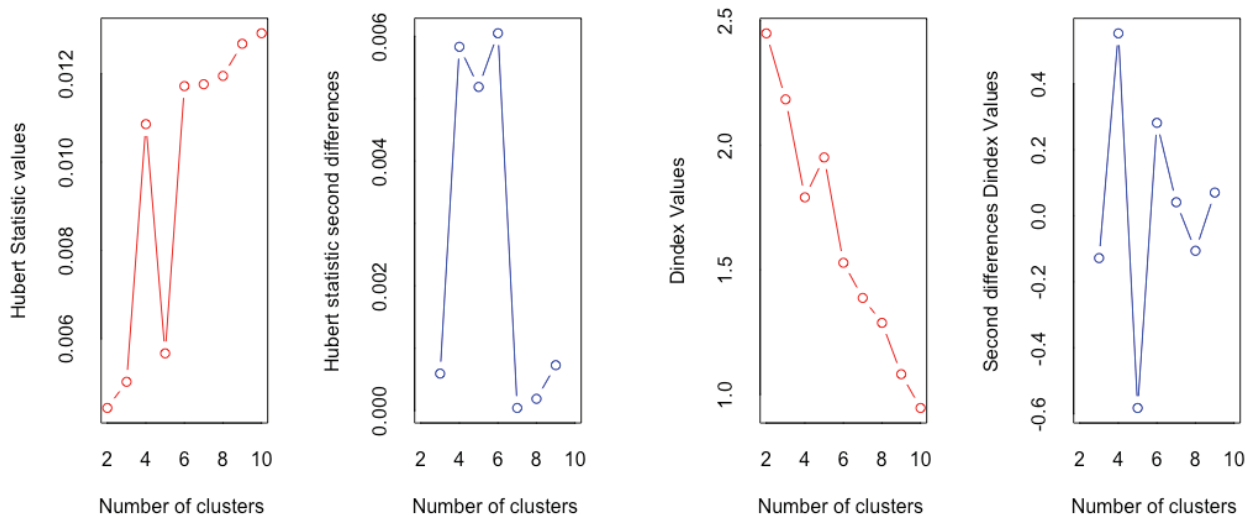 Hubert Statistic values
0.006 0.008 0.010 0.012
2 4 6 8 10
Number of clusters
Hubert statistic second differences
0.000 0.002 0.004 0.006
2 4 6 8 10
Number of clusters
Dindex Values
1.0 1.5 2.0 2.5
2 4 6 8 10
Number of clusters
Second differences Dindex Values
-0.6 -0.4 -0.2 0.0 0.2 0.4
2 4 6 8 10
Number of clusters